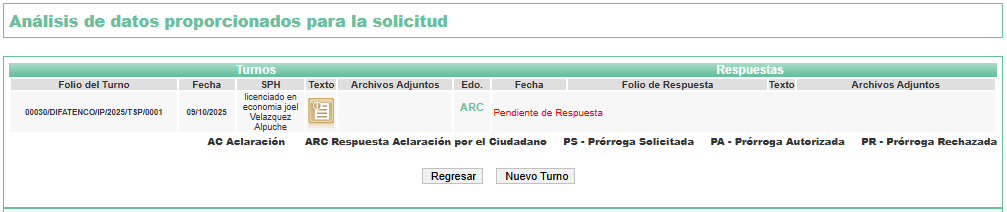 Análisis de datos proporcionados para la solicitud
Turnos Respuestas
Folio del Turno Fecha SPH Texto Archivos Adjuntos Edo. Fecha Folio de Respuesta Texto Archivos Adjuntos
00030/DIFATENCO/IP/2025/TSP/0001 09/10/2025 licenciado en
economia joel
Velazquez
Alpuche
ARC Pendiente de Respuesta
AC Aclaración ARC Respuesta Aclaración por el Ciudadano PS - Prórroga Solicitada PA - Prórroga Autorizada PR - Prórroga Rechazada
Regresar Nuevo Turno